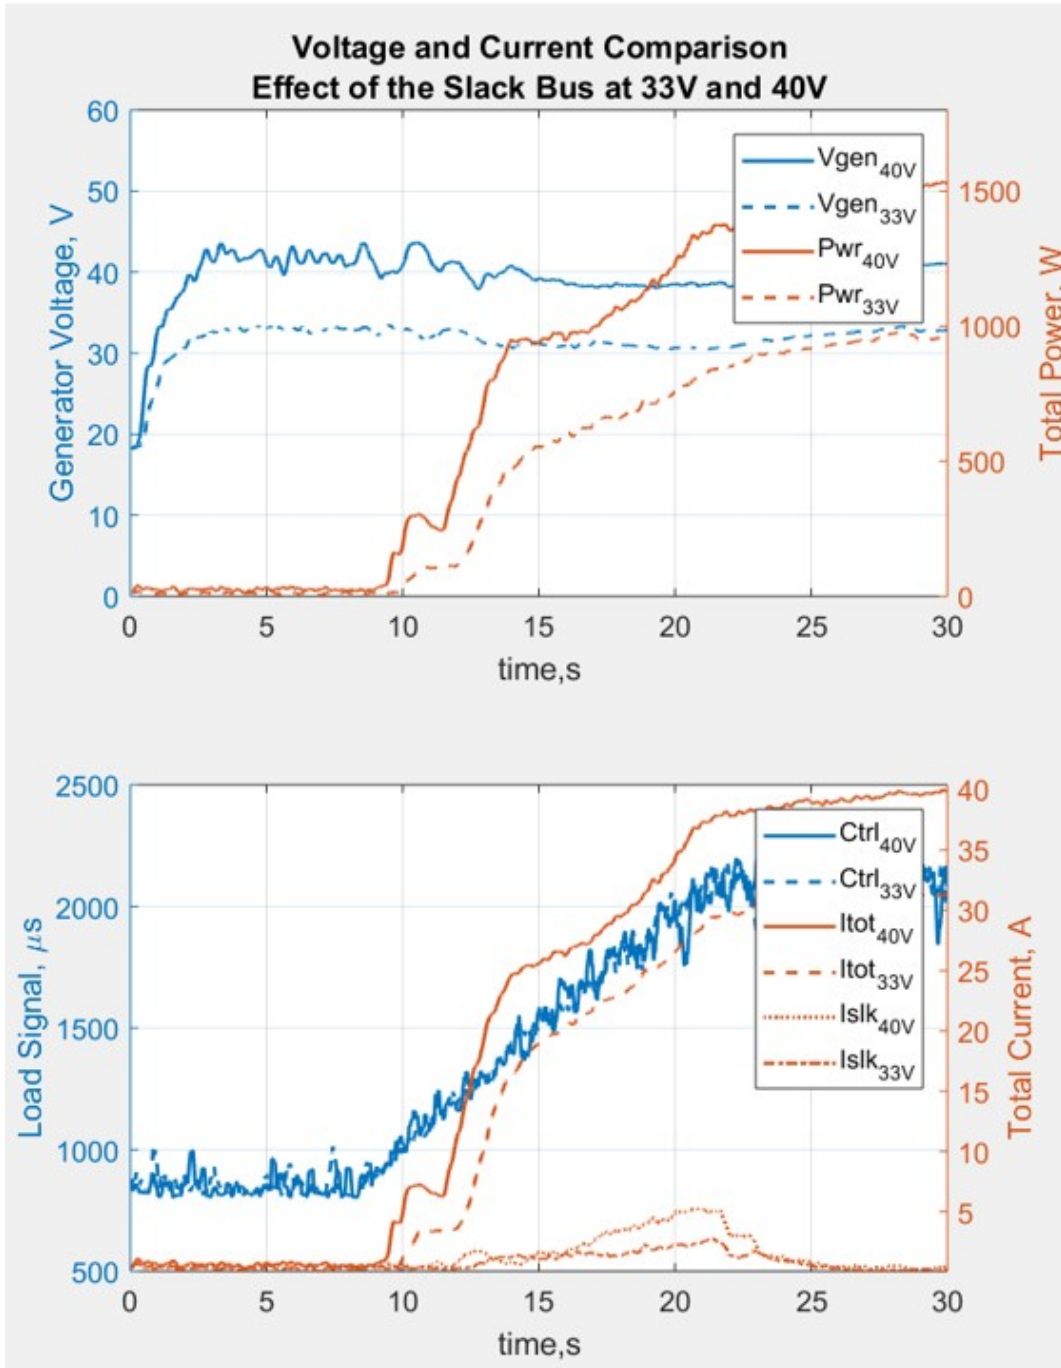 Voltage and Current Comparison
Effect of the Slack Bus at 33V and 40V
Generator Voltage, V
60
50
40
30
20
10
0
Vgen40V
Vgen33V
Pwr40V
Pwr33V
1500
1000
500
0
Total Power, W
0 5 10 15 20 25 30
time,s
Load Signal, μs
2500
2000
1500
1000
500
Ctrl40V
Ctrl33V
Itot40V
Itot33V
Islk40V
Islk33V
40
35
30
25
20
15
10
5
Total Current, A
0 5 10 15 20 25 30
time,s